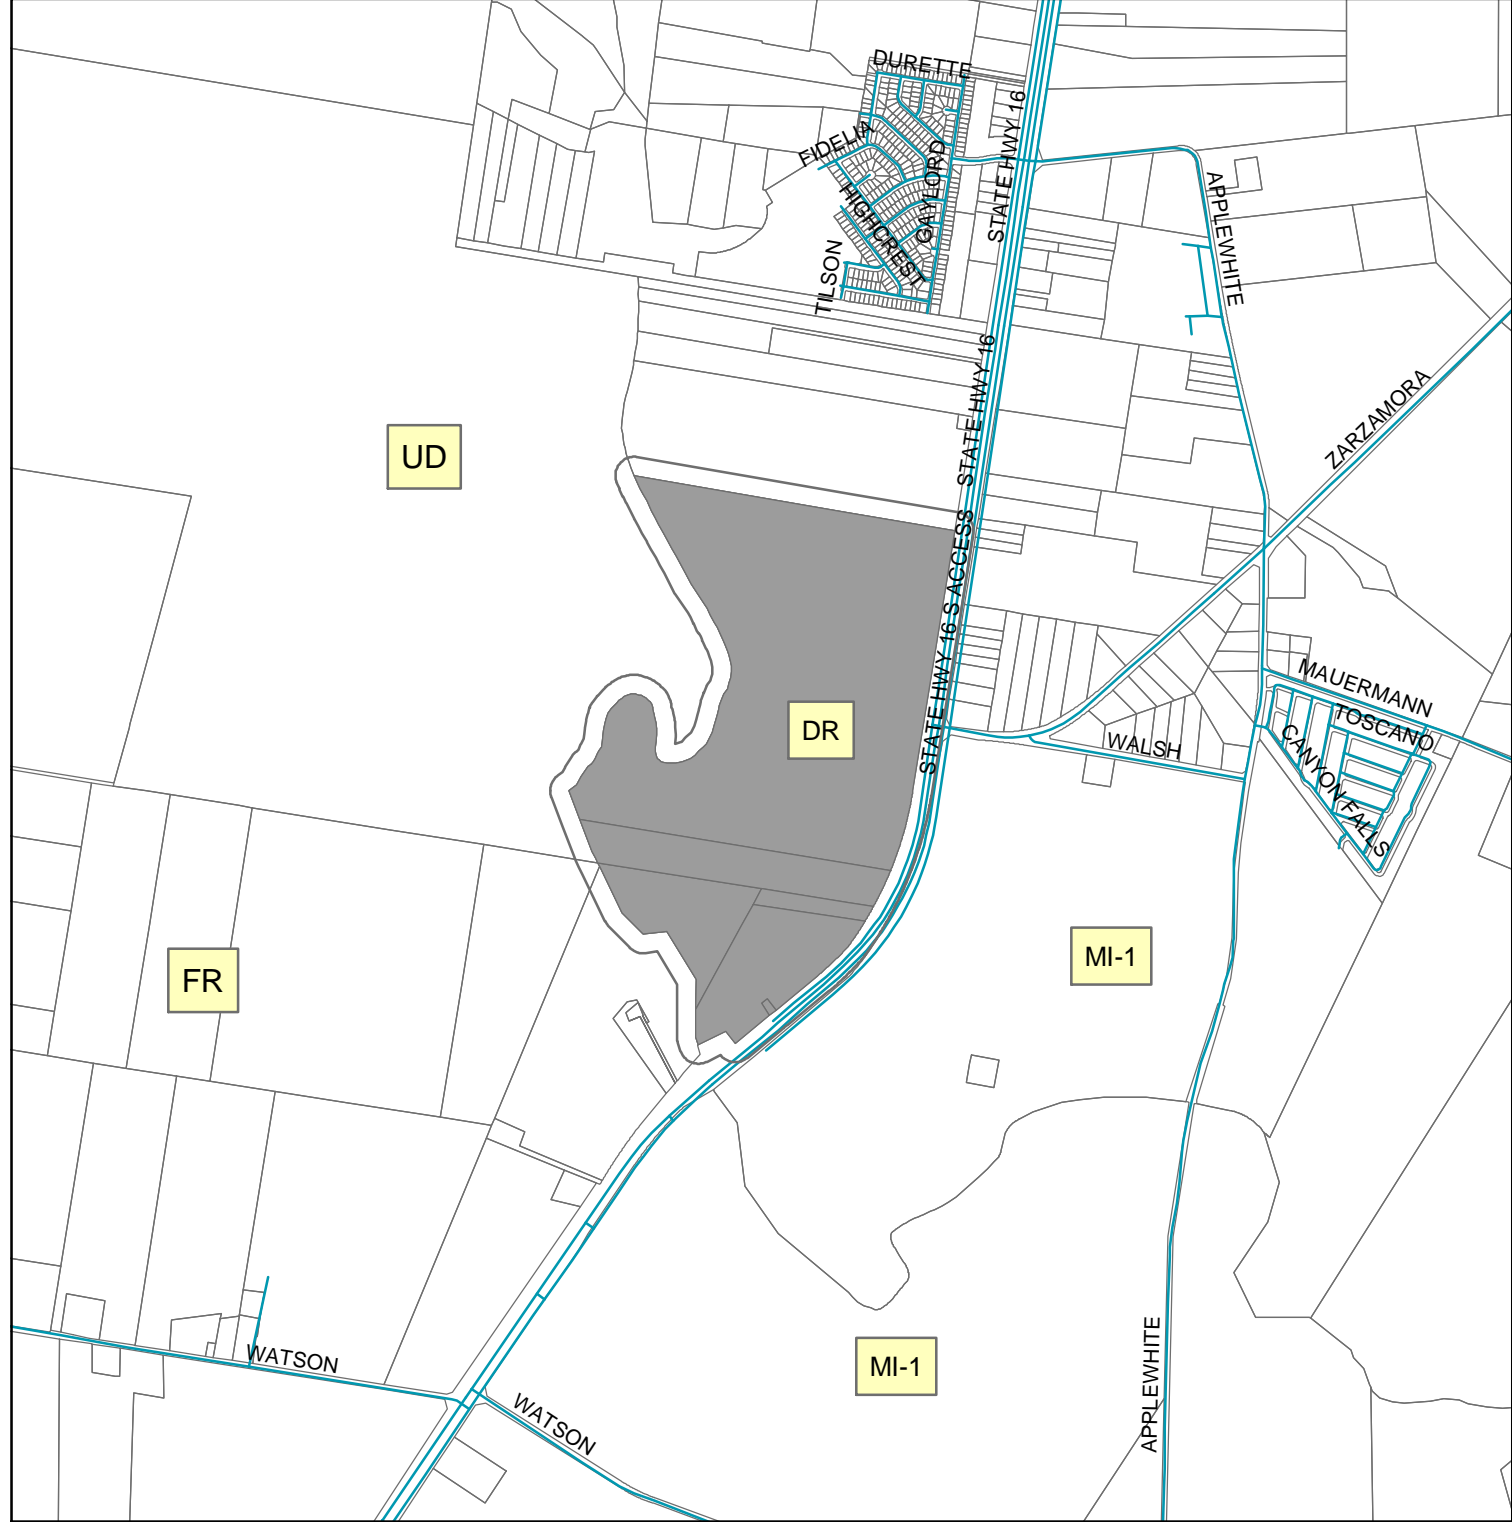 DURETTE
FIDELIA
STATE HWY 16
GAYLORD
HIGHCREST
APPLEWHITE
TILSON
STATE HWY 16
ZARZAMORA
UD
STATE HWY 16 S ACCESS
MAUERMANN
TOSCANO
DR
WALSH
CANYON FALLS
FR
MI-1
WATSON
MI-1
APPLEWHITE
WATSON